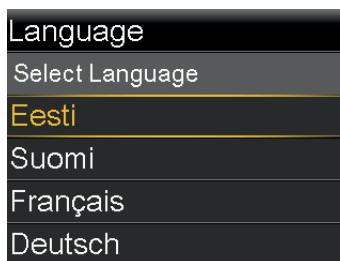 Language
Select Language
Eesti
Suomi
Français
Deutsch